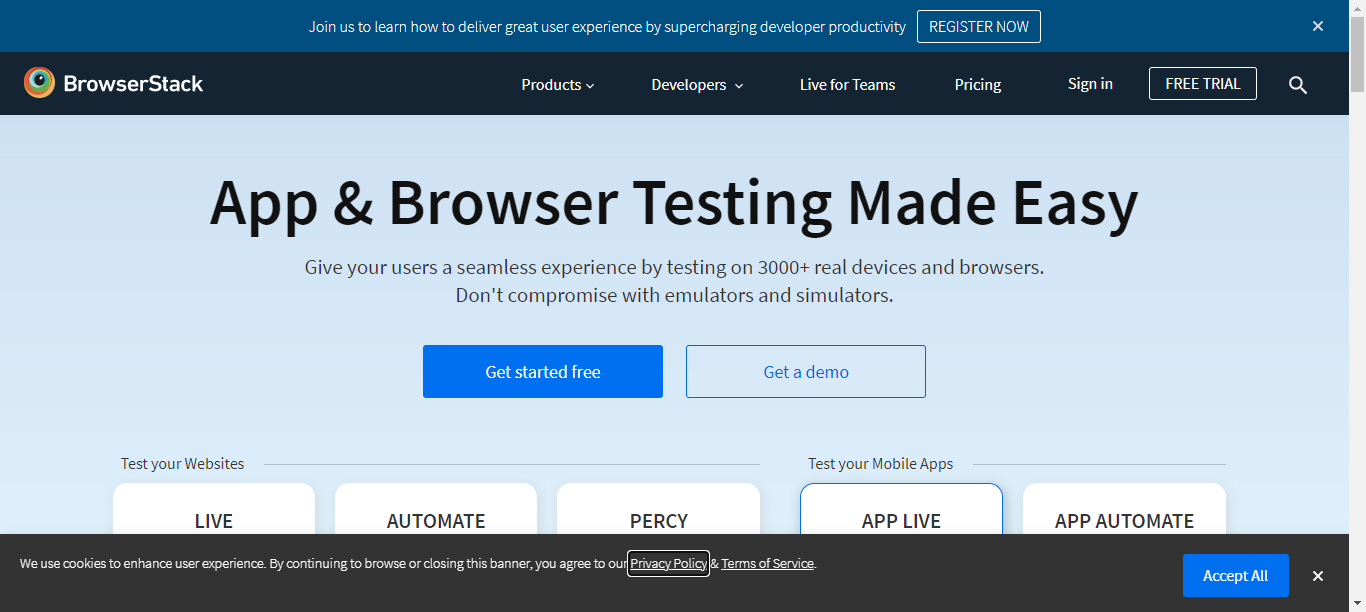 Join us to learn how to deliver great user experience by supercharging developer productivity REGISTER NOW
BrowserStack Products Developers Live for Teams Pricing Sign in FREE TRIAL
App & Browser Testing Made Easy
Give your users a seamless experience by testing on 3000+ real devices and browsers.
Don't compromise with emulators and simulators.
Get started free Get a demo
Test your Websites Test your Mobile Apps
LIVE AUTOMATE PERCY APP LIVE APP AUTOMATE
We use cookies to enhance user experience. By continuing to browse or closing this banner, you agree to our Privacy Policy & Terms of Service.
Accept All